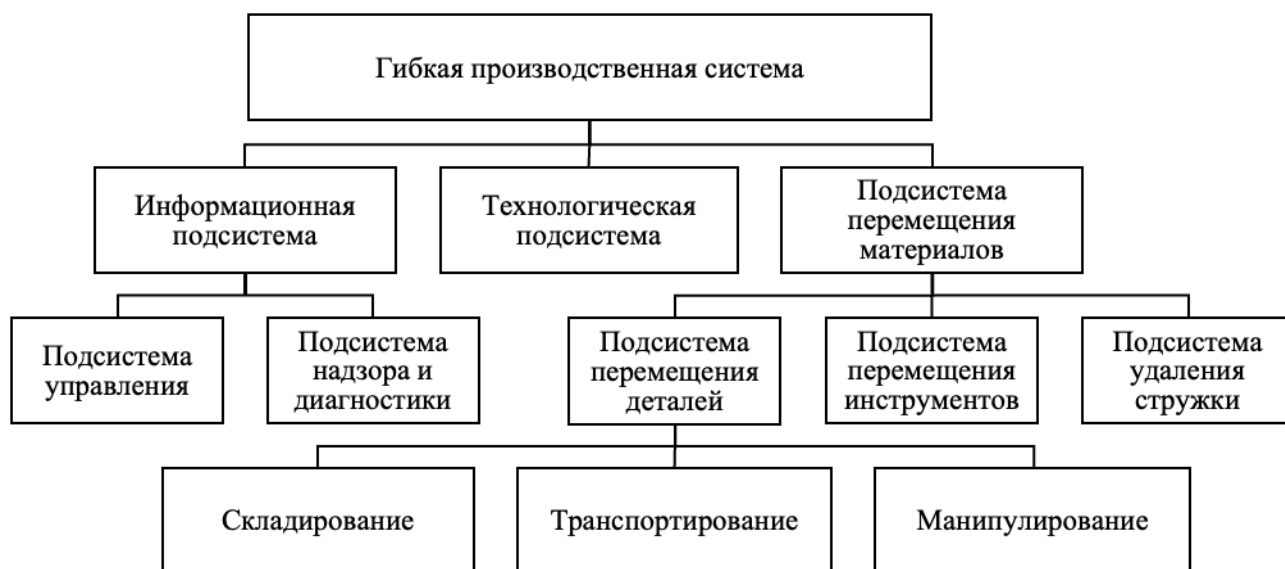 Гибкая производственная система
Информационная
подсистема
Технологическая
подсистема
Подсистема
перемещения
материалов
Подсистема
управления
Подсистема
надзора и
диагностики
Подсистема
перемещения
деталей
Подсистема
перемещения
инструментов
Подсистема
удаления
стружки
Складирование
Транспортирование
Манипулирование